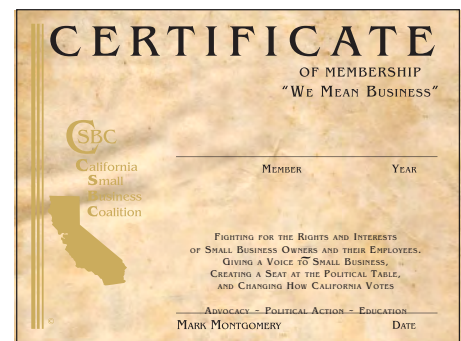 CERTIFICATE
OF MEMBERSHIP
"WE MEAN BUSINESS"
CSBC
California
Small
Business
Coalition
MEMBER YEAR
FIGHTING FOR THE RIGHTS AND INTERESTS
OF SMALL BUSINESS OWNERS AND THEIR EMPLOYEES.
GIVING A VOICE TO SMALL BUSINESS,
CREATING A SEAT AT THE POLITICAL TABLE,
AND CHANGING HOW CALIFORNIA VOTES
ADVOCACY – POLITICAL ACTION – EDUCATION
MARK MONTGOMERY DATE